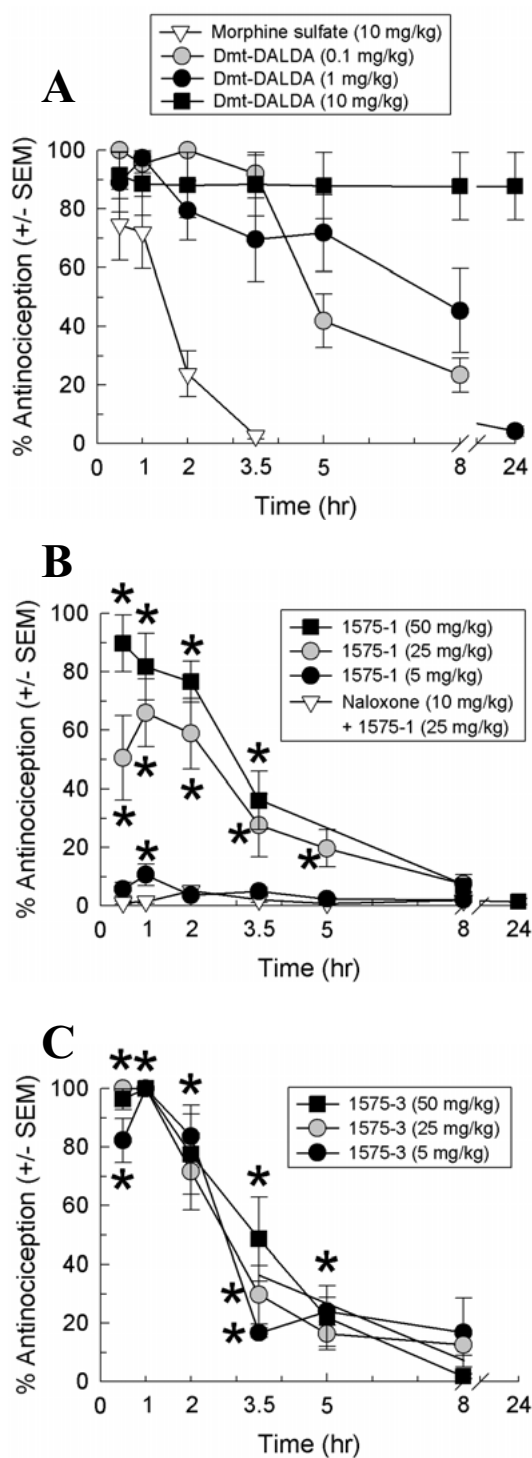 Morphine sulfate (10 mg/kg)
Dmt-DALDA (0.1 mg/kg)
Dmt-DALDA (1 mg/kg)
Dmt-DALDA (10 mg/kg)
A
% Antinociception (+/- SEM)
100
80
60
40
20
0
0 1 2 3.5 5 8 24
Time (hr)
B
1575-1 (50 mg/kg)
1575-1 (25 mg/kg)
1575-1 (5 mg/kg)
Naloxone (10 mg/kg)
+ 1575-1 (25 mg/kg)
% Antinociception (+/- SEM)
100
80
60
40
20
0
0 1 2 3.5 5 8 24
Time (hr)
C
1575-3 (50 mg/kg)
1575-3 (25 mg/kg)
1575-3 (5 mg/kg)
% Antinociception (+/- SEM)
100
80
60
40
20
0
0 1 2 3.5 5 8 24
Time (hr)